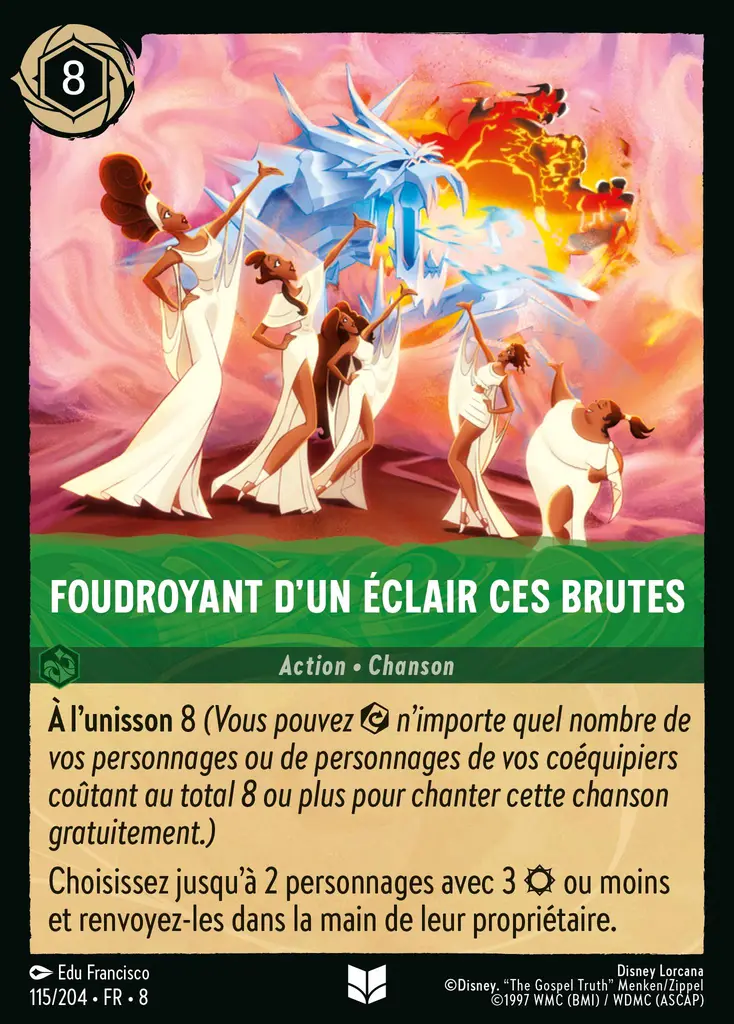 8
FOUDROYANT D'UN ÉCLAIR CES BRUTES
Action • Chanson
À l'unisson 8 (Vous pouvez n'importe quel nombre de
vos personnages ou de personnages de vos coéquipiers
coûtant au total 8 ou plus pour chanter cette chanson
gratuitement.)
Choisissez jusqu'à 2 personnages avec 3 ou moins
et renvoyez-les dans la main de leur propriétaire.
Edu Francisco
115/204 • FR • 8
Disney Lorcana
©Disney. "The Gospel Truth" Menken/Zippel
©1997 WMC (BMI) / WDMC (ASCAP)